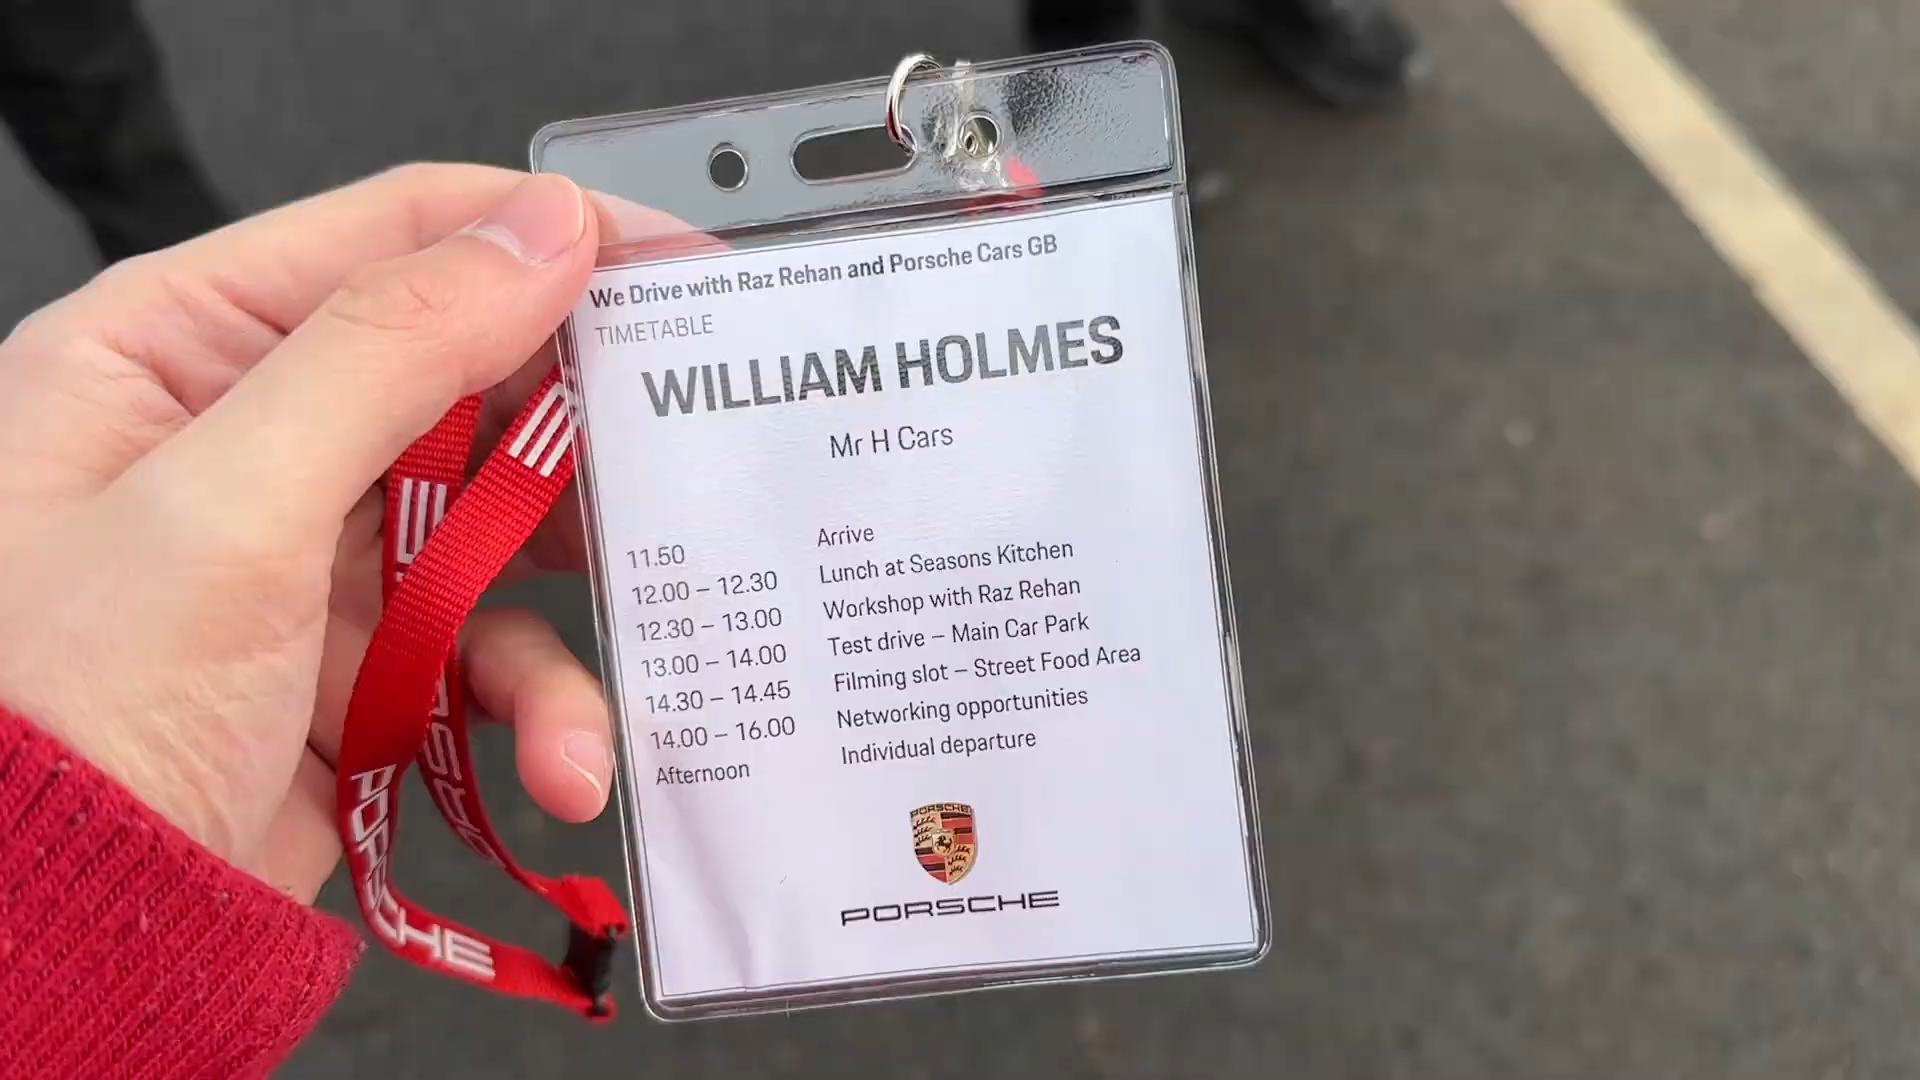 We Drive with Raz Rehan and Porsche Cars GB
TIMETABLE
WILLIAM HOLMES
Mr H Cars
11.50 Arrive
12.00 – 12.30 Lunch at Seasons Kitchen
12.30 – 13.00 Workshop with Raz Rehan
13.00 – 14.00 Test drive – Main Car Park
14.30 – 14.45 Filming slot – Street Food Area
14.00 – 16.00 Networking opportunities
Afternoon Individual departure
PORSCHE
PORSCHE
PORSCHE